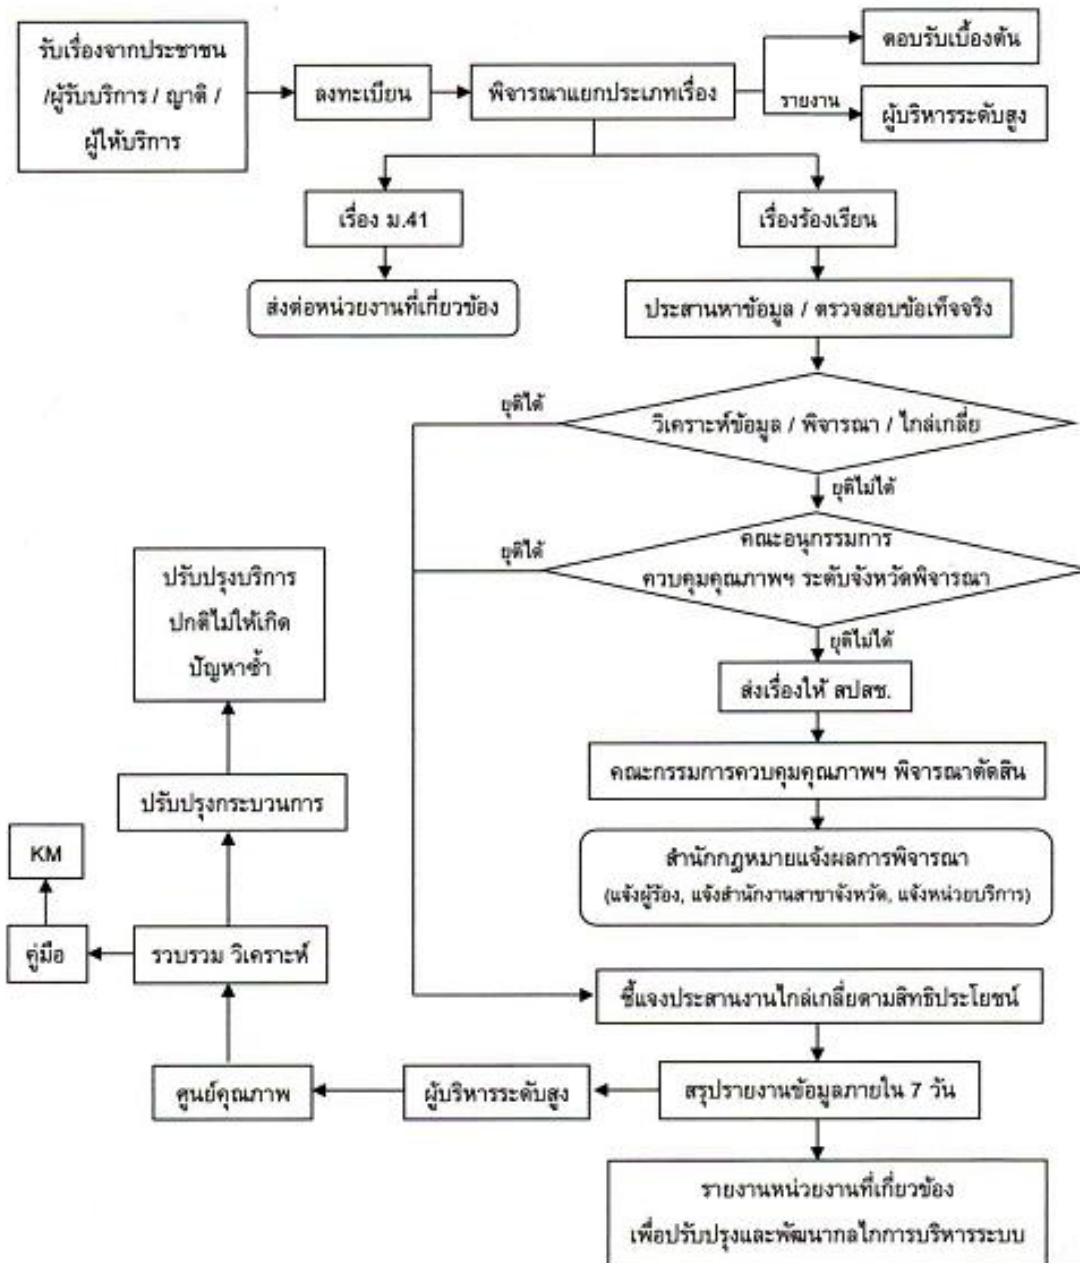 รับเรื่องจากประชาชน
/ผู้รับบริการ / ญาติ /
ผู้ให้บริการ
ลงทะเบียน
พิจารณาแยกประเภทเรื่อง
ตอบรับเบื้องต้น
รายงาน
ผู้บริหารระดับสูง
เรื่อง ม.41
เรื่องร้องเรียน
ส่งต่อหน่วยงานที่เกี่ยวข้อง
ประสานหาข้อมูล / ตรวจสอบข้อเท็จจริง
ยุติได้
วิเคราะห์ข้อมูล / พิจารณา / ไกล่เกลี่ย
ยุติไม่ได้
ยุติได้
คณะอนุกรรมการ
ควบคุมคุณภาพฯ ระดับจังหวัดพิจารณา
ยุติไม่ได้
ส่งเรื่องให้ สปสช.
คณะกรรมการควบคุมคุณภาพฯ พิจารณาตัดสิน
สำนักกฎหมายแจ้งผลการพิจารณา
(แจ้งผู้ร้อง, แจ้งสำนักงานสาขาจังหวัด, แจ้งหน่วยบริการ)
ชี้แจงประสานงานไกล่เกลี่ยตามสิทธิประโยชน์
สรุปรายงานข้อมูลภายใน 7 วัน
รายงานหน่วยงานที่เกี่ยวข้อง
เพื่อปรับปรุงและพัฒนากลไกการบริหารระบบ
ผู้บริหารระดับสูง
ศูนย์คุณภาพ
รวบรวม วิเคราะห์
คู่มือ
KM
ปรับปรุงกระบวนการ
ปรับปรุงบริการ
ปกติไม่ให้เกิด
ปัญหาซ้ำ